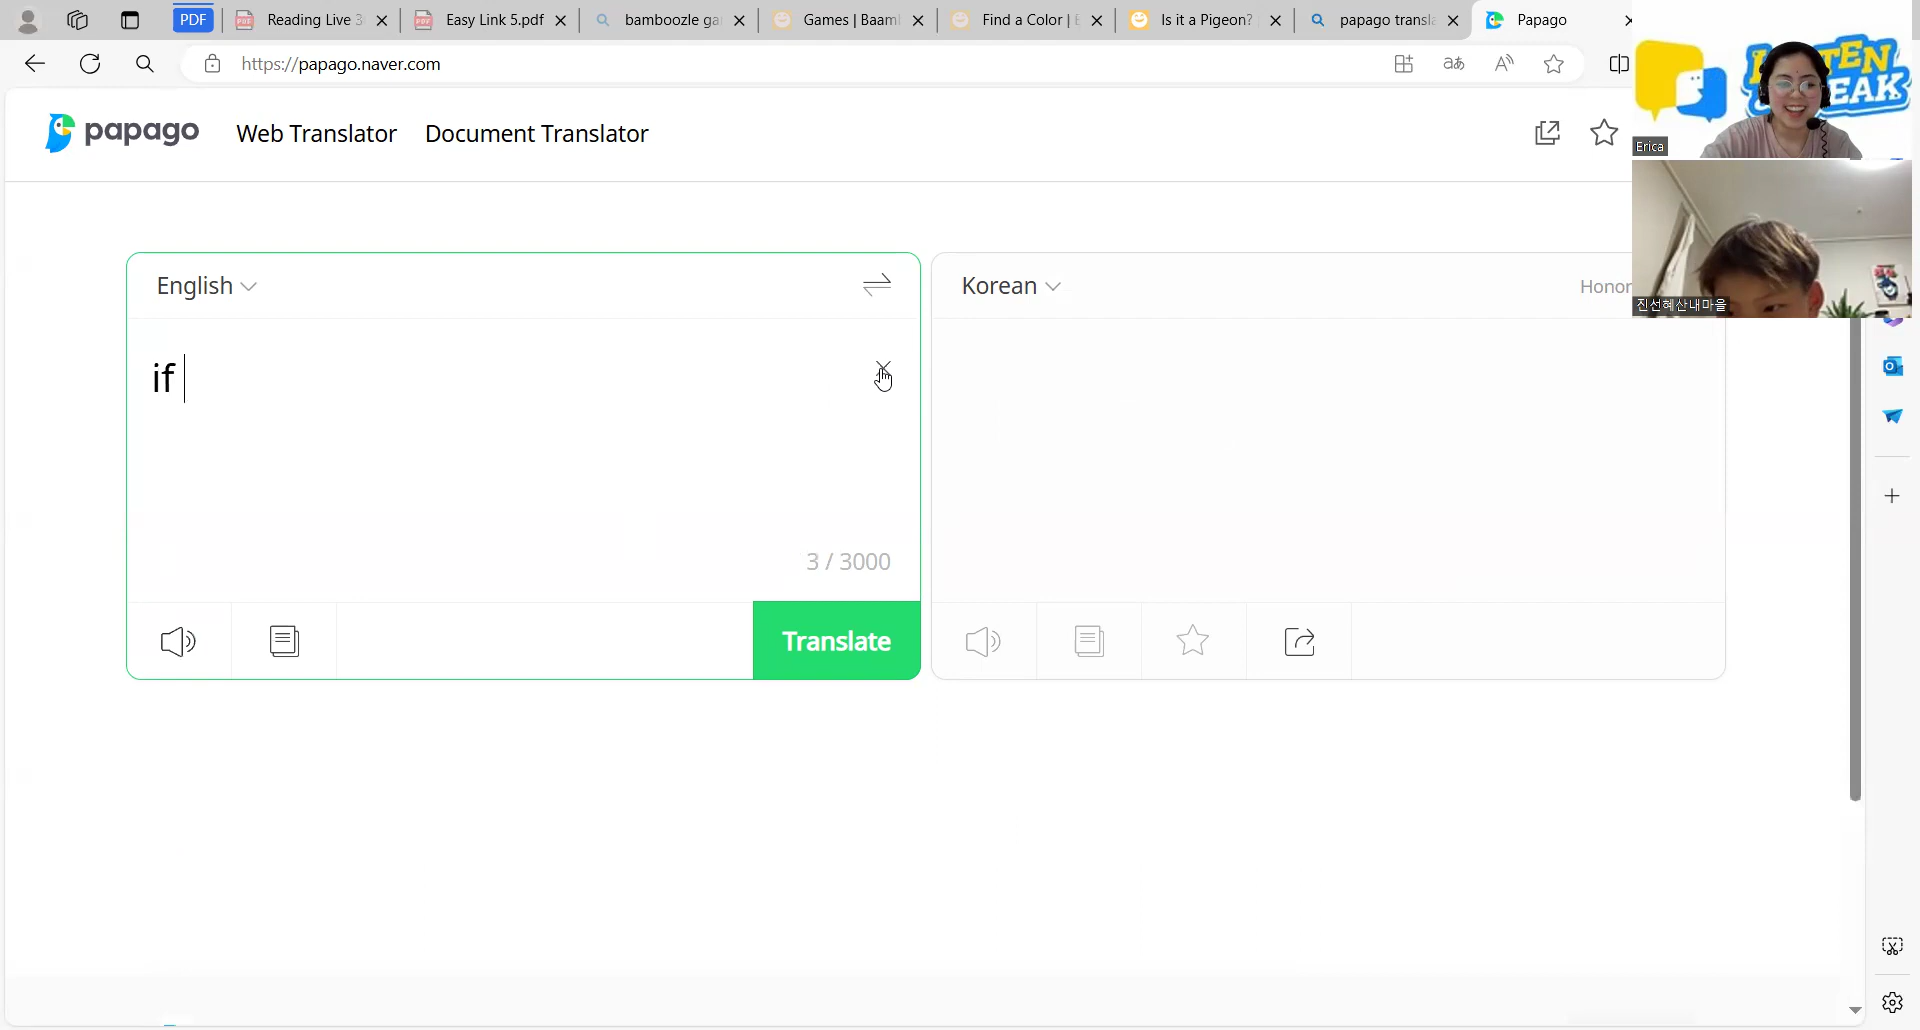 PDF
Reading Live 3
Easy Link 5.pdf
bamboozle ga
Games | Baam
Find a Color |
Is it a Pigeon?
papago transla
Papago
https://papago.naver.com
papago
Web Translator
Document Translator
Erica
진선혜산내마을
English
Korean
Honor
if
3 / 3000
Translate